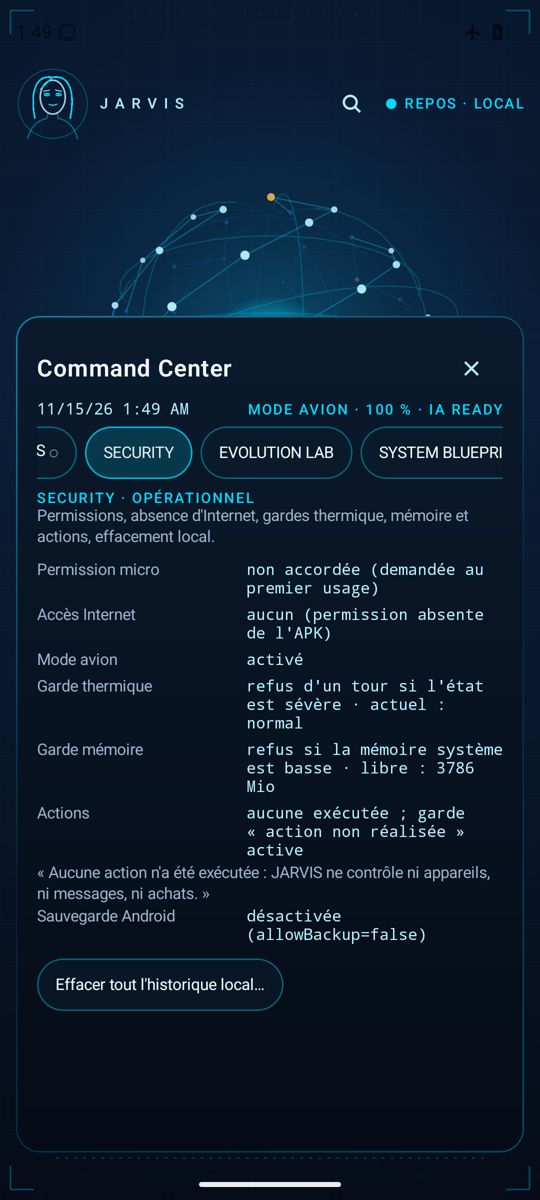 1:49
JARVIS
REPOS · LOCAL
Command Center
11/15/26 1:49 AM
MODE AVION · 100 % · IA READY
S ○
SECURITY
EVOLUTION LAB
SYSTEM BLUEPRI
SECURITY · OPÉRATIONNEL
Permissions, absence d'Internet, gardes thermique, mémoire et
actions, effacement local.
Permission micro
non accordée (demandée au
premier usage)
Accès Internet
aucun (permission absente
de l'APK)
Mode avion
activé
Garde thermique
refus d'un tour si l'état
est sévère · actuel :
normal
Garde mémoire
refus si la mémoire système
est basse · libre : 3786
Mio
Actions
aucune exécutée ; garde
« action non réalisée »
active
« Aucune action n'a été exécutée : JARVIS ne contrôle ni appareils,
ni messages, ni achats. »
Sauvegarde Android
désactivée
(allowBackup=false)
Effacer tout l'historique local…